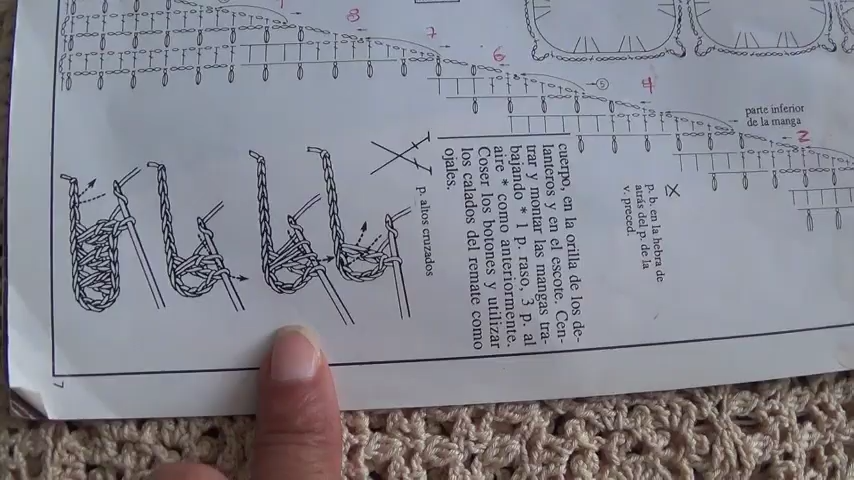 8
7
6
5
4
2
parte inferior
de la manga
p. b. en la hebra de
atrás del p. de la
v. preced.
cuerpo, en la orilla de los de-
lanteros y en el escote. Cen-
trar y montar las mangas tra-
bajando * 1 p. raso, 3 p. al
aire * como anteriormente.
Coser los botones y utilizar
los calados del remate como
ojales.
p. altos cruzados
7